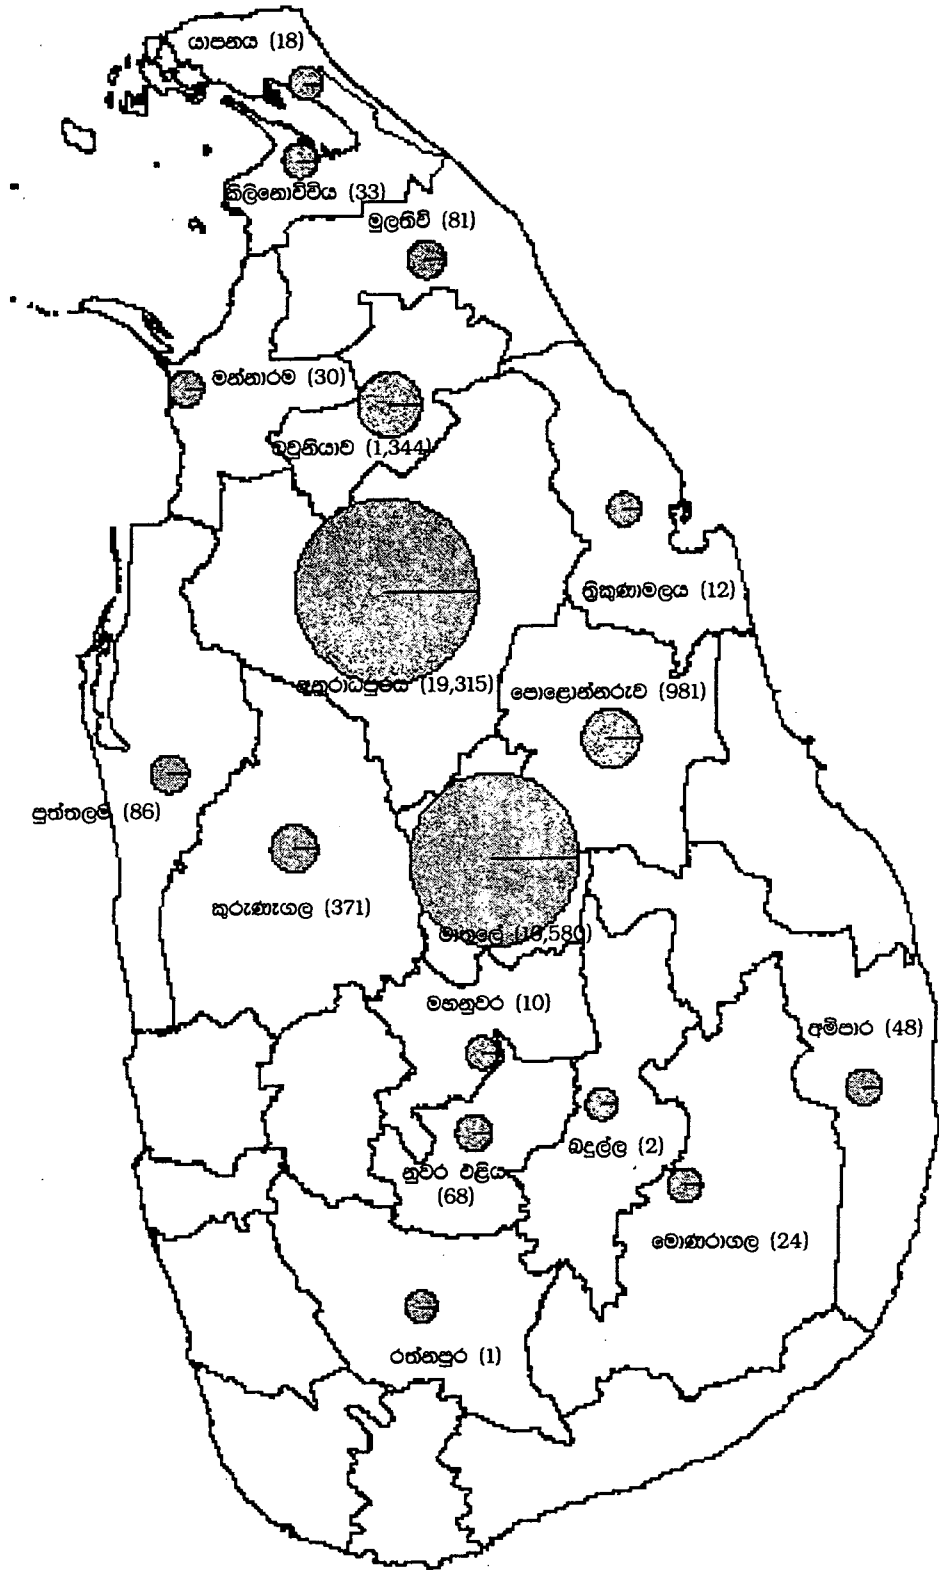 යාපනය (18)
කිලිනොච්චිය (33)
මුලතිව් (81)
මන්නාරම (30)
වවුනියාව (1,344)
ත්‍රිකුණාමලය (12)
අනුරාධපුරය (19,315)
පොළොන්නරුව (981)
පුත්තලම (86)
කුරුණෑගල (371)
මාතලේ (16,580)
මහනුවර (10)
අම්පාර (48)
බදුල්ල (2)
නුවර එළිය
(68)
මොණරාගල (24)
රත්නපුර (1)